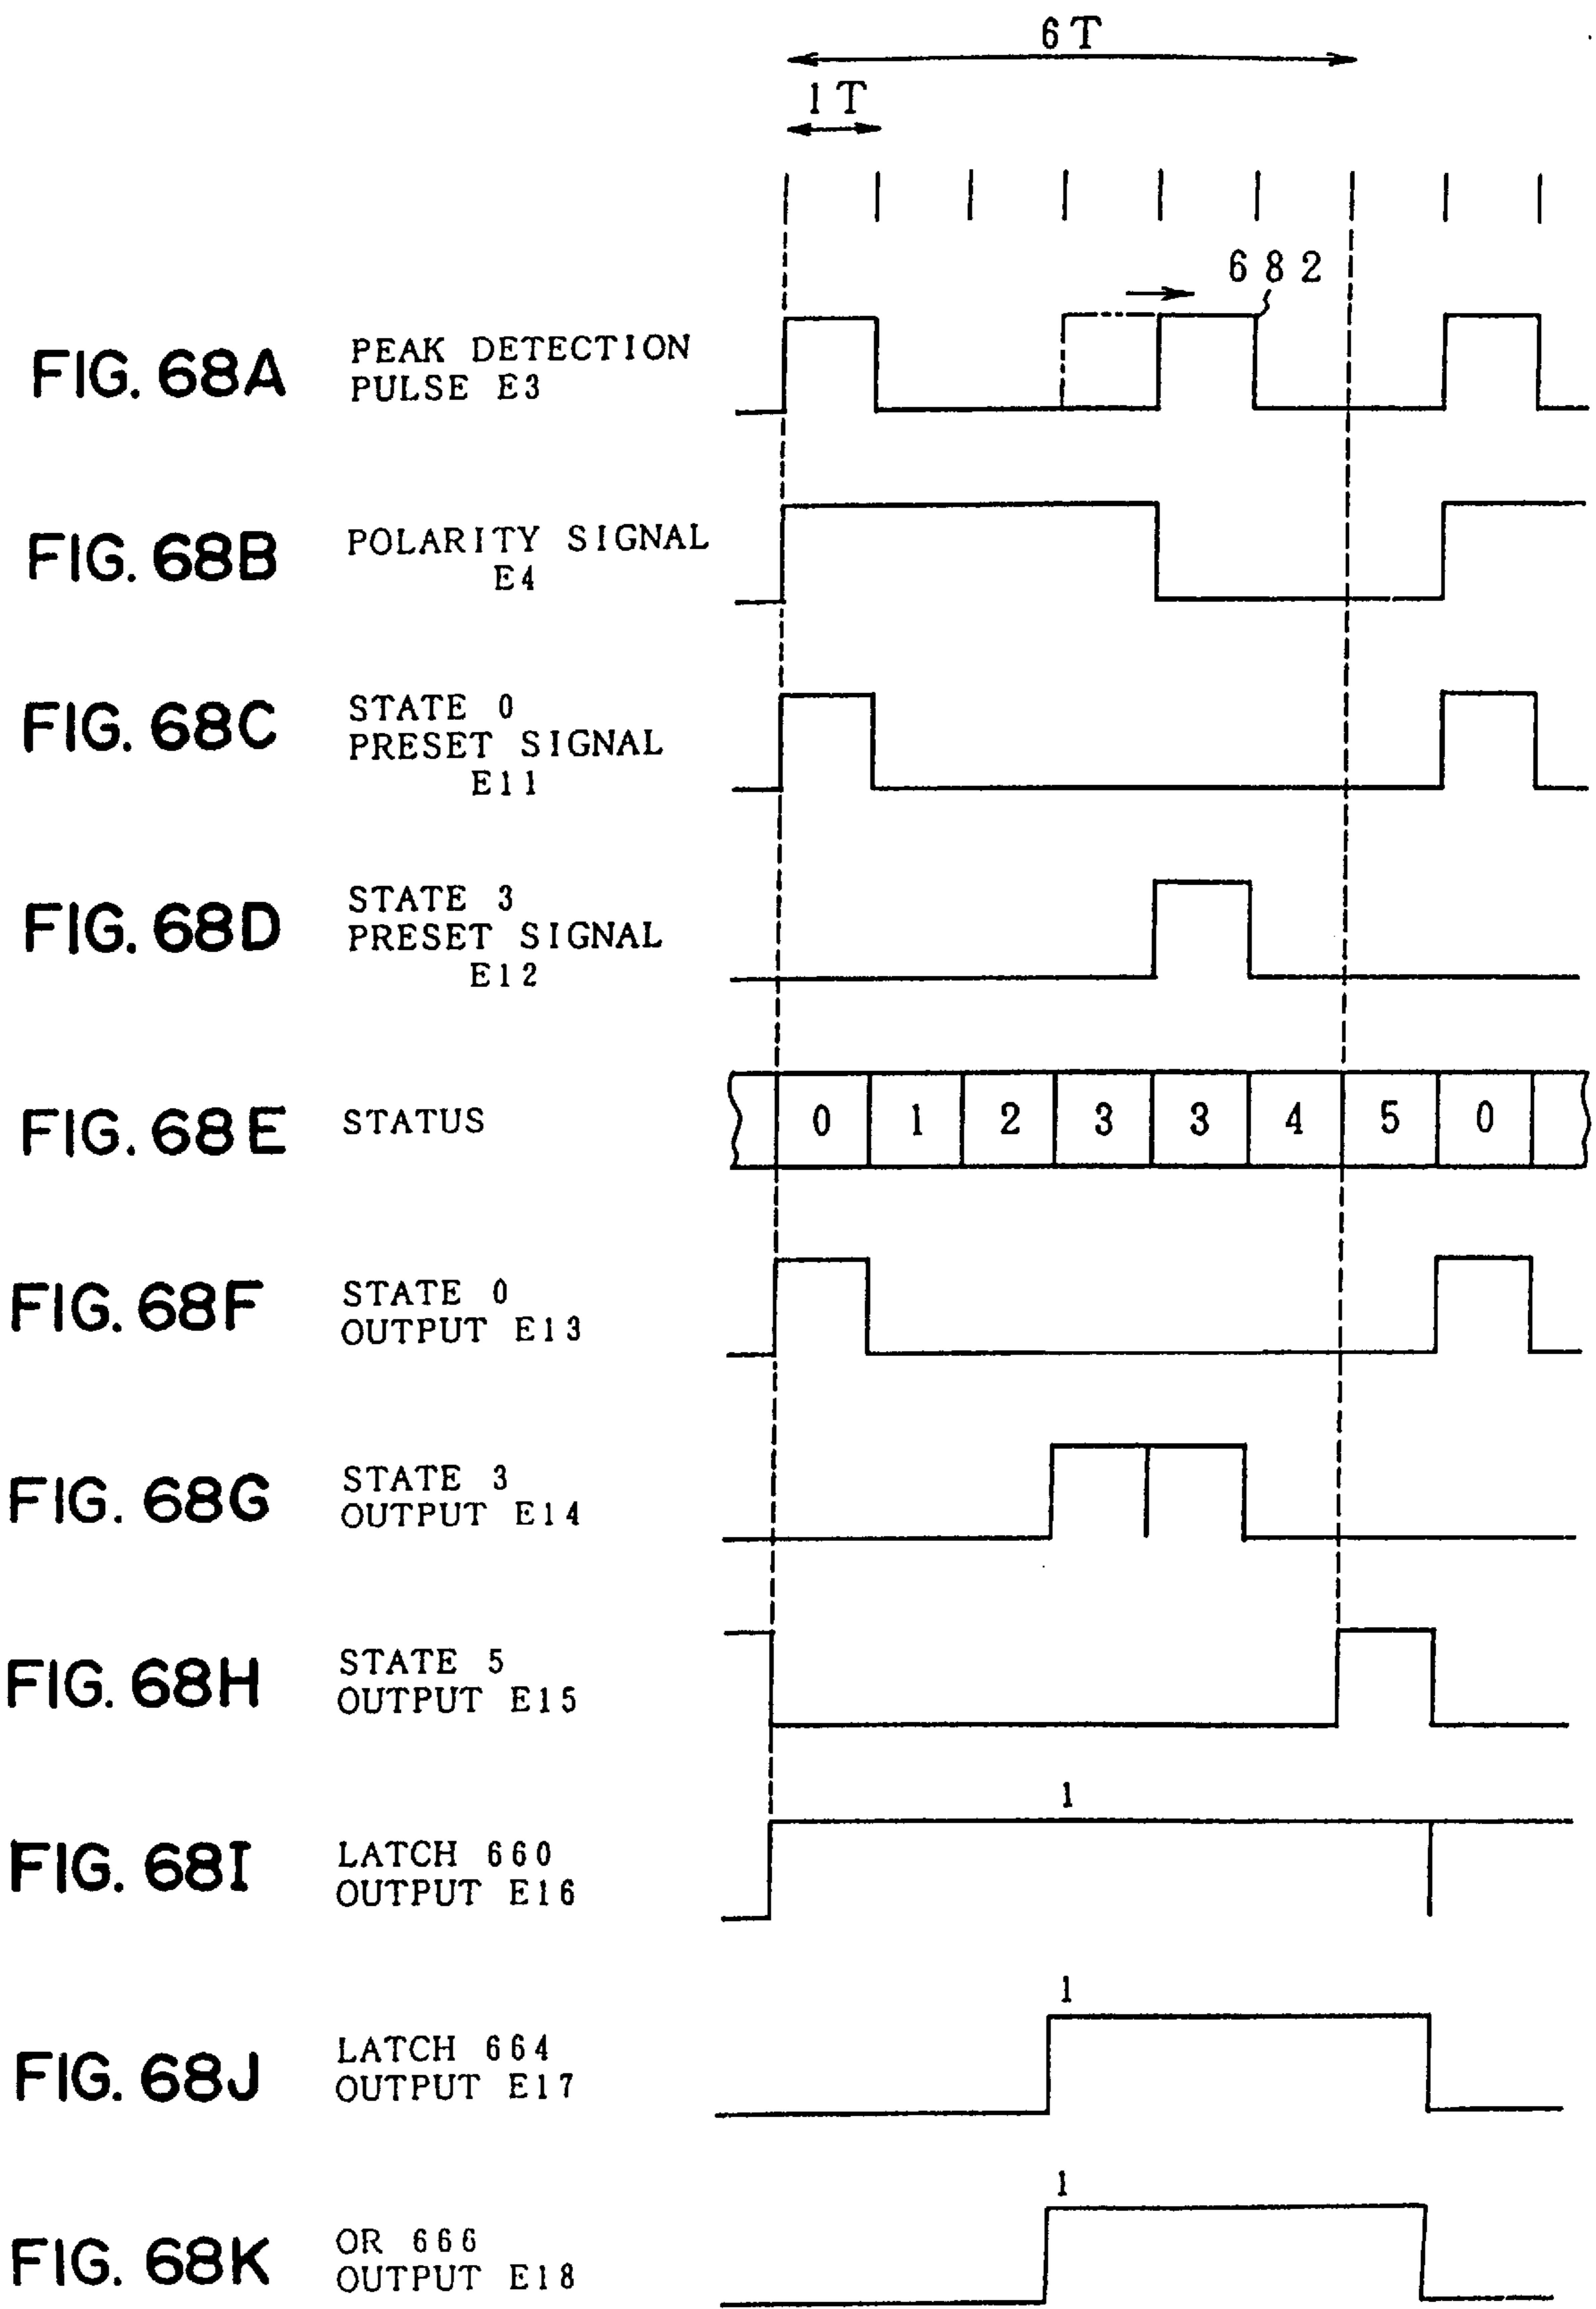 6T
1T
682
FIG. 68A
PEAK DETECTION
PULSE E3
FIG. 68B
POLARITY SIGNAL
E4
FIG. 68C
STATE 0
PRESET SIGNAL
E11
FIG. 68D
STATE 3
PRESET SIGNAL
E12
FIG. 68E
STATUS
0 1 2 3 3 4 5 0
FIG. 68F
STATE 0
OUTPUT E13
FIG. 68G
STATE 3
OUTPUT E14
FIG. 68H
STATE 5
OUTPUT E15
1
FIG. 68I
LATCH 660
OUTPUT E16
1
FIG. 68J
LATCH 664
OUTPUT E17
1
FIG. 68K
OR 666
OUTPUT E18